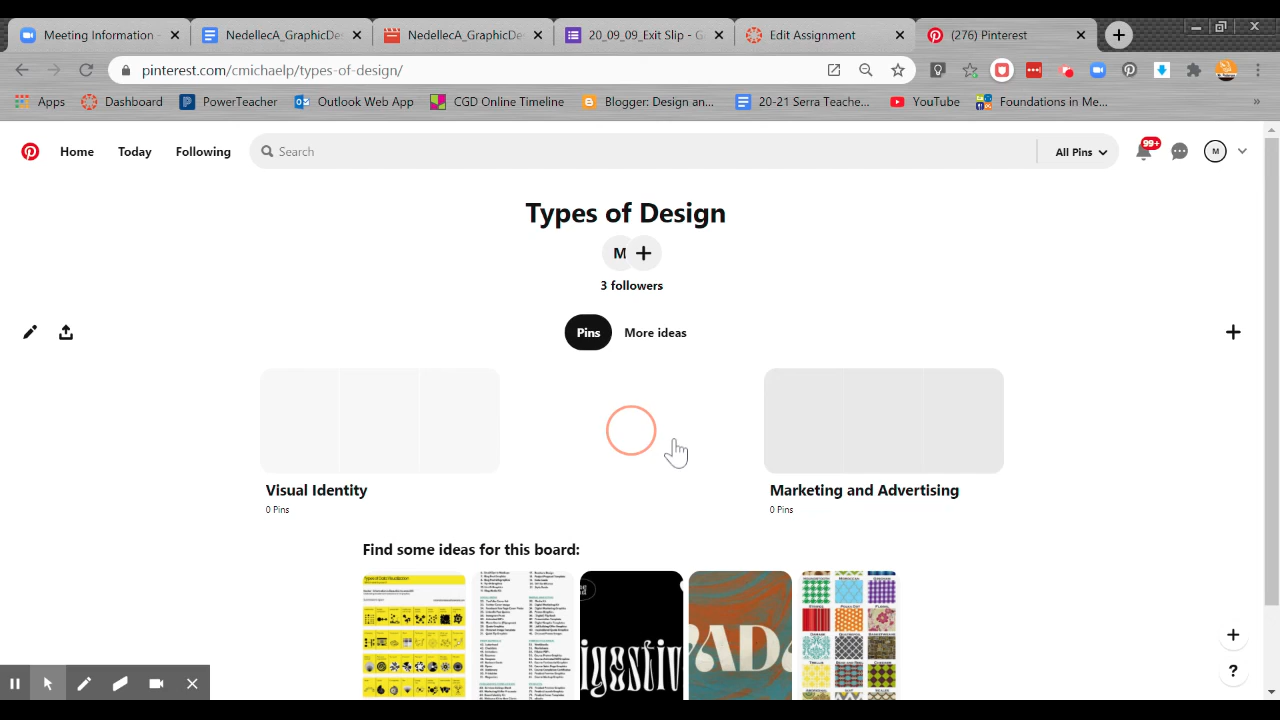 Meeting Information -
NedellecA_GraphicDes
NedellecA_Graphic
20_09_09_Exit Slip - G
Edit Assignment
(276) Pinterest
pinterest.com/cmichaelp/types-of-design/
Apps
Dashboard
PowerTeach
Outlook Web App
CGD Online Timeline
Blogger: Design an...
20-21 Serra Teache...
YouTube
Foundations in Me...
Home
Today
Following
Search
All Pins
99+
M
Types of Design
M
3 followers
Pins
More ideas
Visual Identity
0 Pins
Marketing and Advertising
0 Pins
Find some ideas for this board: